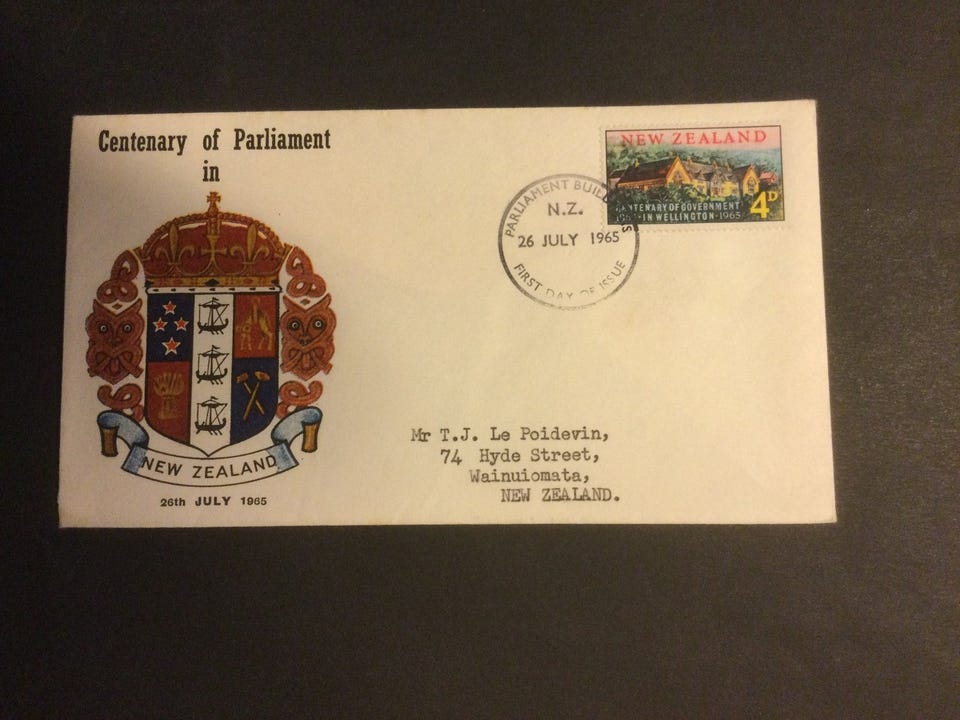 Centenary of Parliament
in
NEW ZEALAND
26th JULY 1965
NEW ZEALAND
CENTENARY OF GOVERNMENT
IN WELLINGTON · 1965
4D
PARLIAMENT
N.Z.
26 JULY 1965
FIRST DAY OF ISSUE
Mr T.J. Le Poidevin,
74 Hyde Street,
Wainuiomata,
NEW ZEALAND.